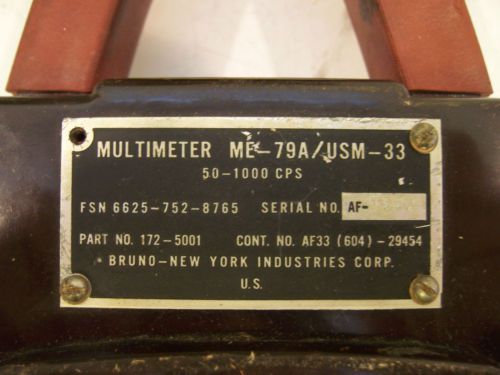 MULTIMETER ME-79A/USM-33
50-1000 CPS
FSN 6625-752-8765 SERIAL NO. AF-
PART NO. 172-5001 CONT. NO. AF33 (604)-29454
BRUNO-NEW YORK INDUSTRIES CORP.
U.S.